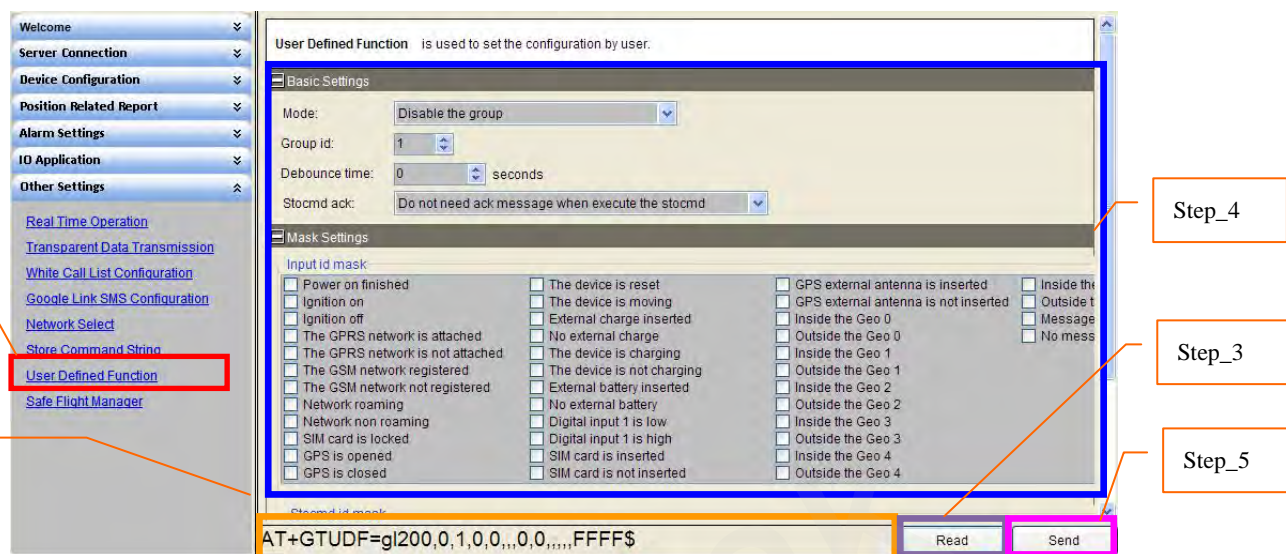 Welcome
Server Connection
Device Configuration
Position Related Report
Alarm Settings
IO Application
Other Settings
Real Time Operation
Transparent Data Transmission
White Call List Configuration
Google Link SMS Configuration
Network Select
Store Command String
User Defined Function
Safe Flight Manager
User Defined Function is used to set the configuration by user.
Basic Settings
Mode: Disable the group
Group id: 1
Debounce time: 0 seconds
Stocmd ack: Do not need ack message when execute the stocmd
Mask Settings
Input id mask
Power on finished
Ignition on
Ignition off
The GPRS network is attached
The GPRS network is not attached
The GSM network registered
The GSM network not registered
Network roaming
Network non roaming
SIM card is locked
GPS is opened
GPS is closed
The device is reset
The device is moving
External charge inserted
No external charge
The device is charging
The device is not charging
External battery inserted
No external battery
Digital input 1 is low
Digital input 1 is high
SIM card is inserted
SIM card is not inserted
GPS external antenna is inserted
GPS external antenna is not inserted
Inside the Geo 0
Outside the Geo 0
Inside the Geo 1
Outside the Geo 1
Inside the Geo 2
Outside the Geo 2
Inside the Geo 3
Outside the Geo 3
Inside the Geo 4
Outside the Geo 4
Inside the
Outside t
Message
No mess
Stocmd id mask
AT+GTUDF=gl200,0,1,0,0,,,0,0,,,,,FFFF$
Read
Send
Step_4
Step_3
Step_5